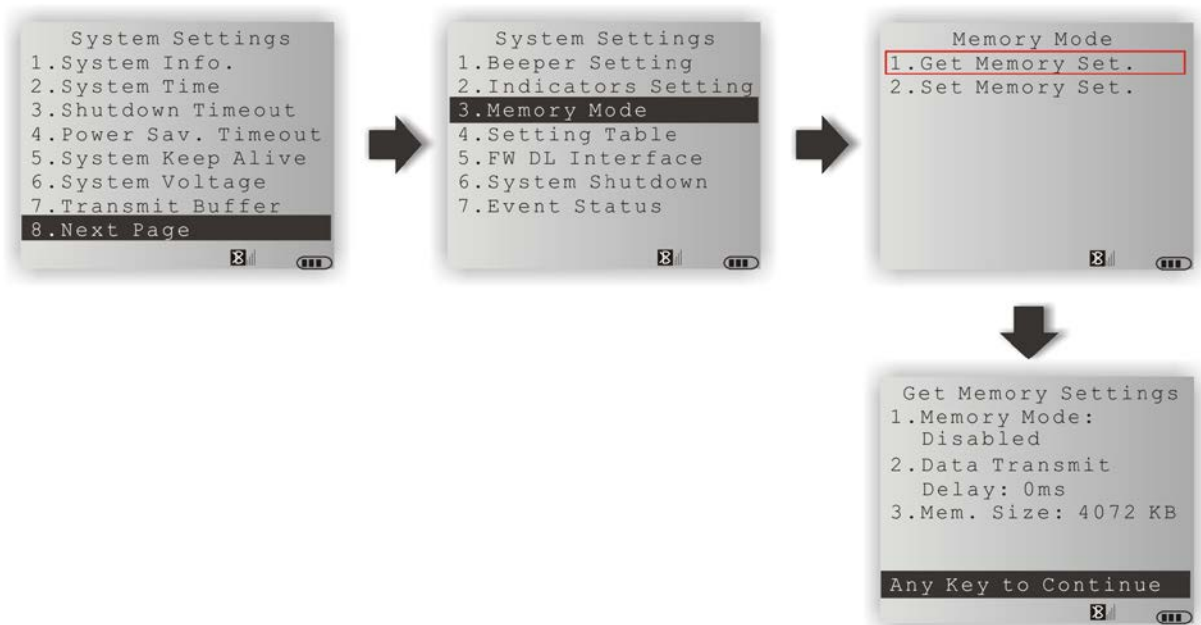 System Settings
1.System Info.
2.System Time
3.Shutdown Timeout
4.Power Sav. Timeout
5.System Keep Alive
6.System Voltage
7.Transmit Buffer
8.Next Page
System Settings
1.Beeper Setting
2.Indicators Setting
3.Memory Mode
4.Setting Table
5.FW DL Interface
6.System Shutdown
7.Event Status
Memory Mode
1.Get Memory Set.
2.Set Memory Set.
Get Memory Settings
1.Memory Mode:
Disabled
2.Data Transmit
Delay: 0ms
3.Mem. Size: 4072 KB
Any Key to Continue